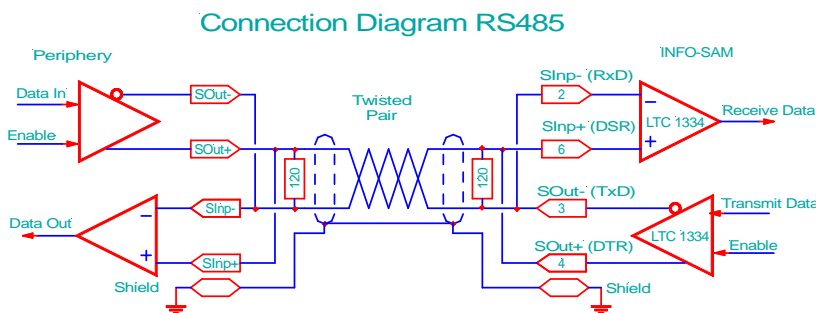 Connection Diagram RS485
Periphery
INFO-SAM
Data In
Enable
SOut-
SOut+
Twisted
Pair
120
120
SInp- (RxD)
2
SInp+ (DSR)
6
LTC 1334
Receive Data
Data Out
SInp-
SInp+
SOut- (TxD)
3
SOut+ (DTR)
4
LTC 1334
Transmit Data
Enable
Shield
Shield